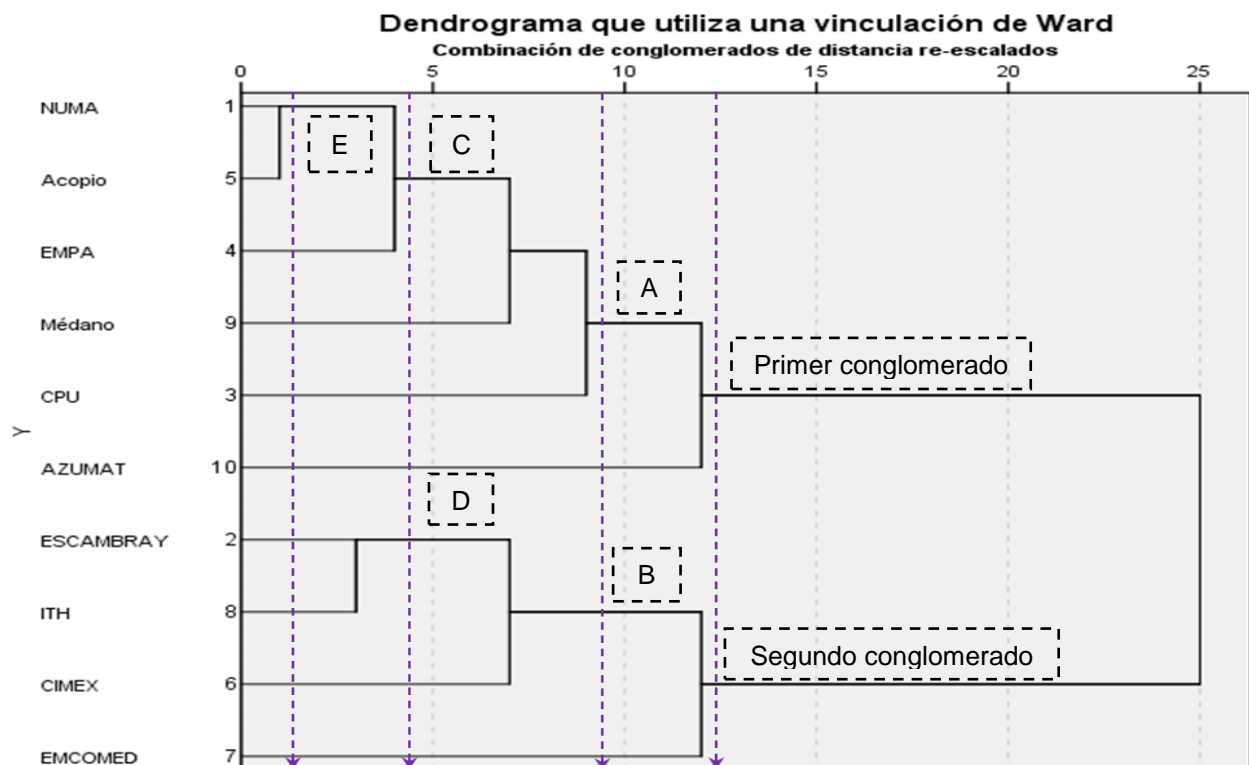 Dendrograma que utiliza una vinculación de Ward
Combinación de conglomerados de distancia re-escalados
0 5 10 15 20 25
NUMA 1
E C
Acopio 5
EMPA 4
A
Médano 9
Primer conglomerado
CPU 3
Y
AZUMAT 10
D
ESCAMBRAY 2
B
ITH 8
Segundo conglomerado
CIMEX 6
EMCOMED 7